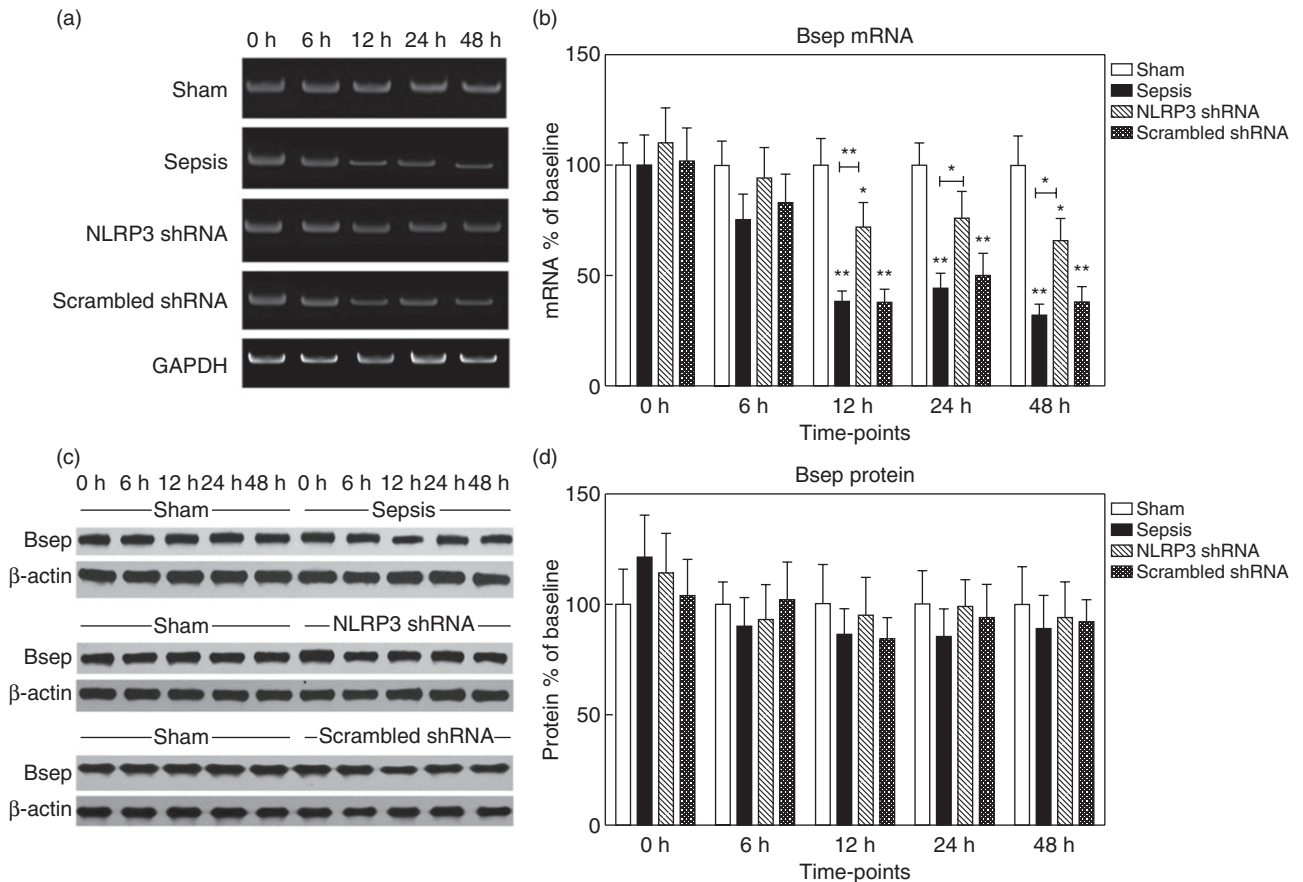 (a)
0 h 6 h 12 h 24 h 48 h
Sham
Sepsis
NLRP3 shRNA
Scrambled shRNA
GAPDH
(b)
Bsep mRNA
150
100
50
0
mRNA % of baseline
** * ** **
* ** **
* * ** **
0 h 6 h 12 h 24 h 48 h
Time-points
Sham
Sepsis
NLRP3 shRNA
Scrambled shRNA
(c)
0 h 6 h 12 h 24 h 48 h 0 h 6 h 12 h 24 h 48 h
Sham Sepsis
Bsep
β-actin
Sham NLRP3 shRNA
Bsep
β-actin
Sham Scrambled shRNA
Bsep
β-actin
(d)
Bsep protein
150
100
50
0
Protein % of baseline
0 h 6 h 12 h 24 h 48 h
Time-points
Sham
Sepsis
NLRP3 shRNA
Scrambled shRNA